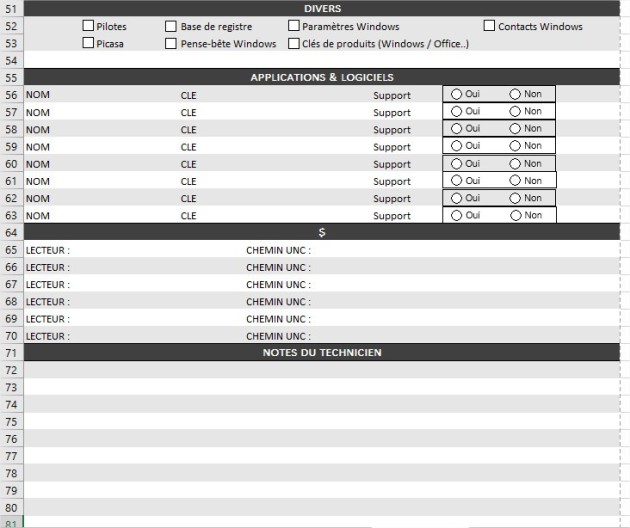 51 DIVERS
52 Pilotes Base de registre Paramètres Windows Contacts Windows
53 Picasa Pense-bête Windows Clés de produits (Windows / Office..)
54
55 APPLICATIONS & LOGICIELS
56 NOM CLE Support Oui Non
57 NOM CLE Support Oui Non
58 NOM CLE Support Oui Non
59 NOM CLE Support Oui Non
60 NOM CLE Support Oui Non
61 NOM CLE Support Oui Non
62 NOM CLE Support Oui Non
63 NOM CLE Support Oui Non
64 $
65 LECTEUR : CHEMIN UNC :
66 LECTEUR : CHEMIN UNC :
67 LECTEUR : CHEMIN UNC :
68 LECTEUR : CHEMIN UNC :
69 LECTEUR : CHEMIN UNC :
70 LECTEUR : CHEMIN UNC :
71 NOTES DU TECHNICIEN
72
73
74
75
76
77
78
79
80
81